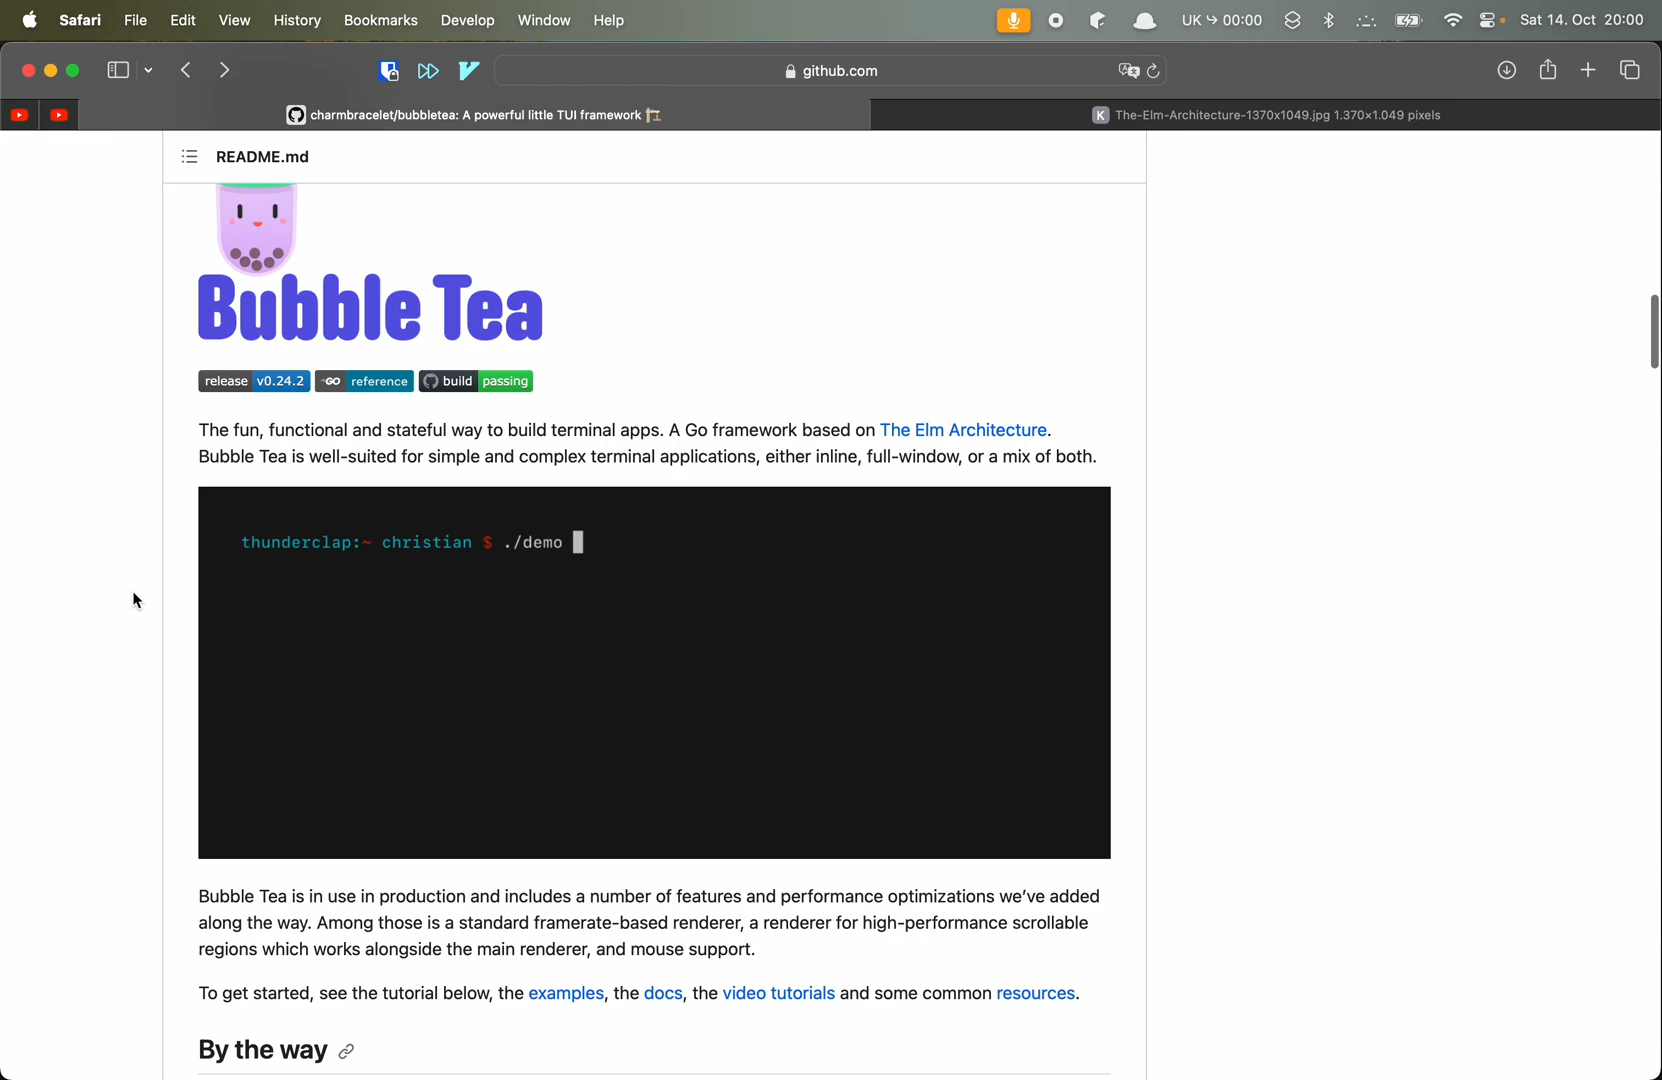 Safari File Edit View History Bookmarks Develop Window Help UK ↪ 00:00 Sat 14. Oct 20:00
github.com
charmbracelet/bubbletea: A powerful little TUI framework 🏗 K The-Elm-Architecture-1370x1049.jpg 1.370×1.049 pixels
README.md
Bubble Tea
release v0.24.2 GO reference build passing
The fun, functional and stateful way to build terminal apps. A Go framework based on The Elm Architecture.
Bubble Tea is well-suited for simple and complex terminal applications, either inline, full-window, or a mix of both.
thunderclap:~ christian $ ./demo
Bubble Tea is in use in production and includes a number of features and performance optimizations we've added
along the way. Among those is a standard framerate-based renderer, a renderer for high-performance scrollable
regions which works alongside the main renderer, and mouse support.
To get started, see the tutorial below, the examples, the docs, the video tutorials and some common resources.
By the way